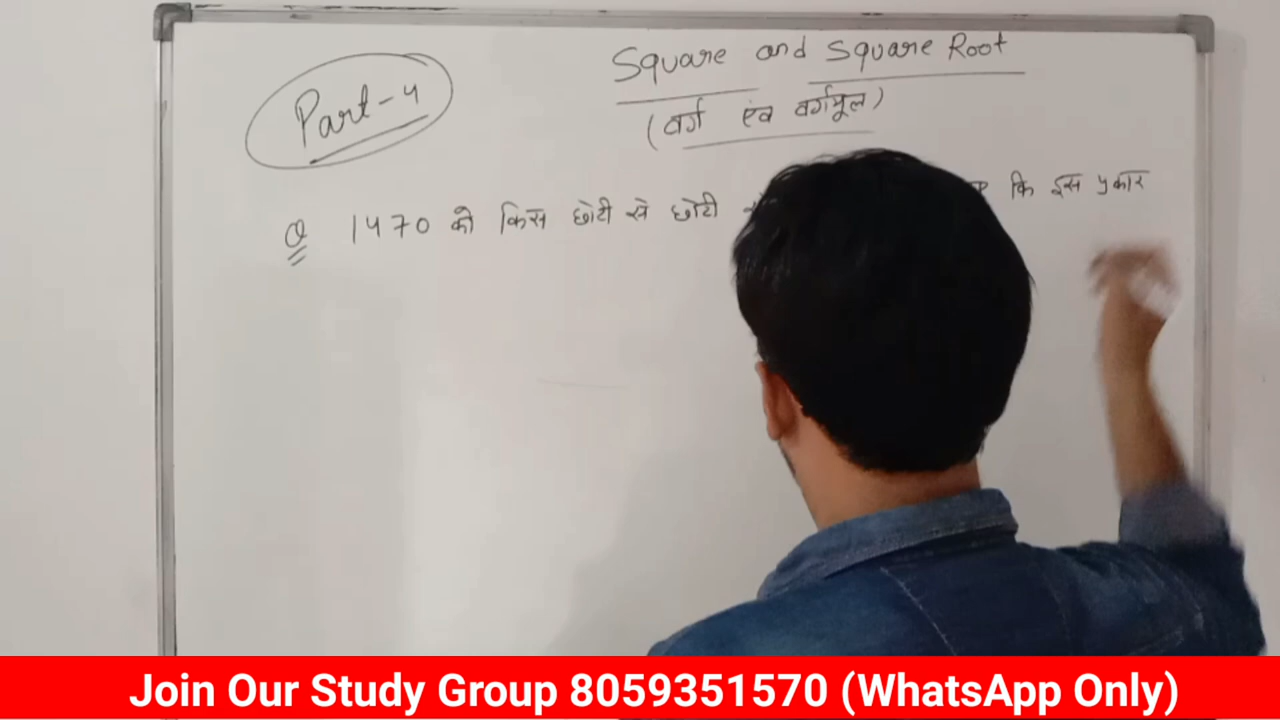 Part-4
Square and Square Root
(वर्ग एंव वर्गमूल)
Q 1470 को किस छोटी से छोटी कि इस प्रकार
Join Our Study Group 8059351570 (WhatsApp Only)